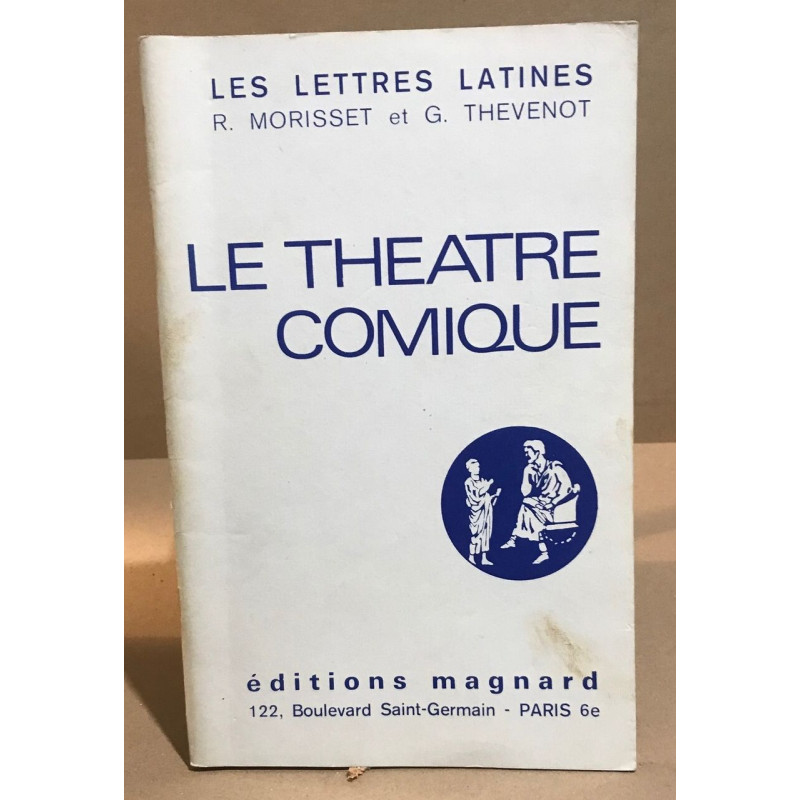 LES LETTRES LATINES
R. MORISSET et G. THEVENOT
LE THEATRE
COMIQUE
éditions magnard
122, Boulevard Saint-Germain - PARIS 6e